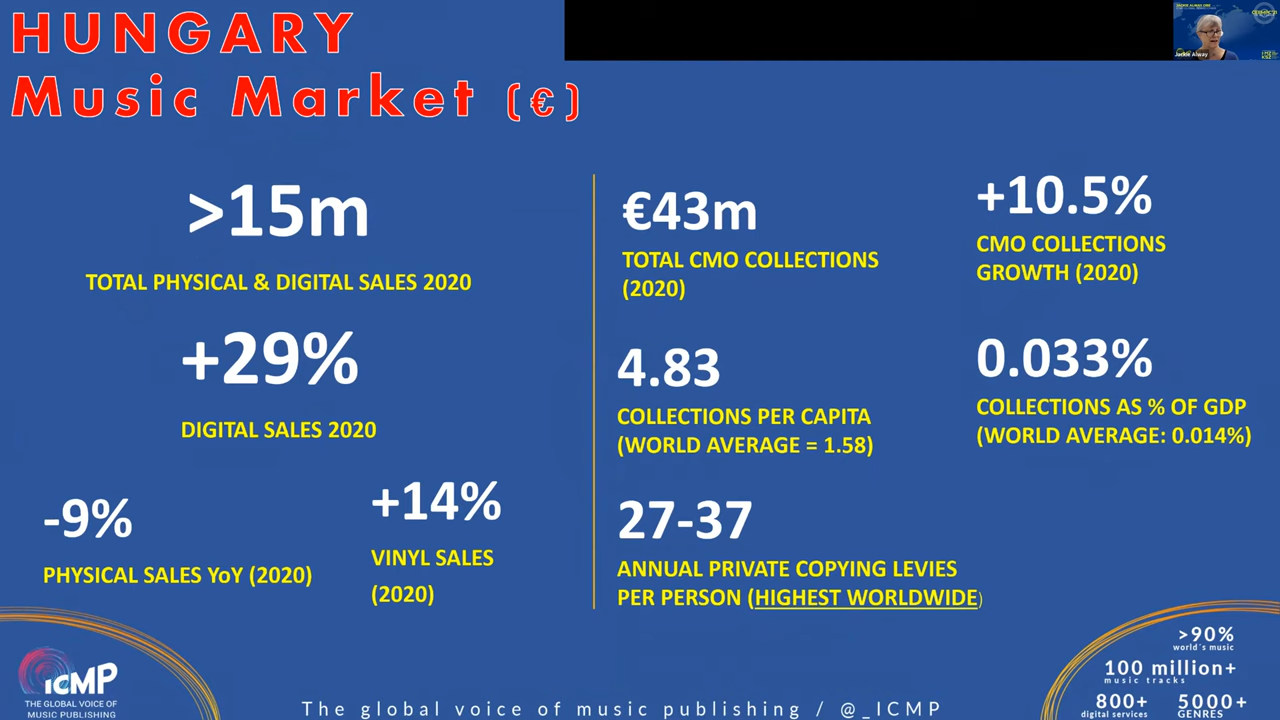 HUNGARY
Music Market (€)
>15m
TOTAL PHYSICAL & DIGITAL SALES 2020
+29%
DIGITAL SALES 2020
-9%
PHYSICAL SALES YoY (2020)
+14%
VINYL SALES
(2020)
€43m
TOTAL CMO COLLECTIONS
(2020)
+10.5%
CMO COLLECTIONS
GROWTH (2020)
4.83
COLLECTIONS PER CAPITA
(WORLD AVERAGE = 1.58)
0.033%
COLLECTIONS AS % OF GDP
(WORLD AVERAGE: 0.014%)
27-37
ANNUAL PRIVATE COPYING LEVIES
PER PERSON (HIGHEST WORLDWIDE)
Jackie Alway
icMP
THE GLOBAL VOICE OF
MUSIC PUBLISHING
The global voice of music publishing / @_ICMP
>90%
world's music
100 million+
music tracks
800+
digital services
5000+
GENRES